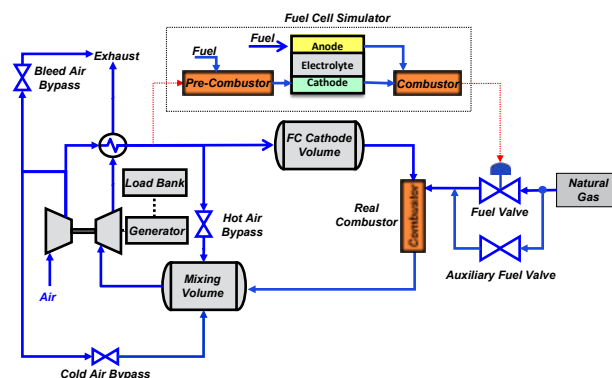 Fuel Cell Simulator
Fuel
Fuel
Anode
Electrolyte
Cathode
Pre-Combustor
Combustor
Exhaust
Bleed Air
Bypass
FC Cathode
Volume
Load Bank
Generator
Hot Air
Bypass
Real
Combustor
Combustor
Fuel Valve
Natural
Gas
Auxiliary Fuel Valve
Mixing
Volume
Air
Cold Air Bypass